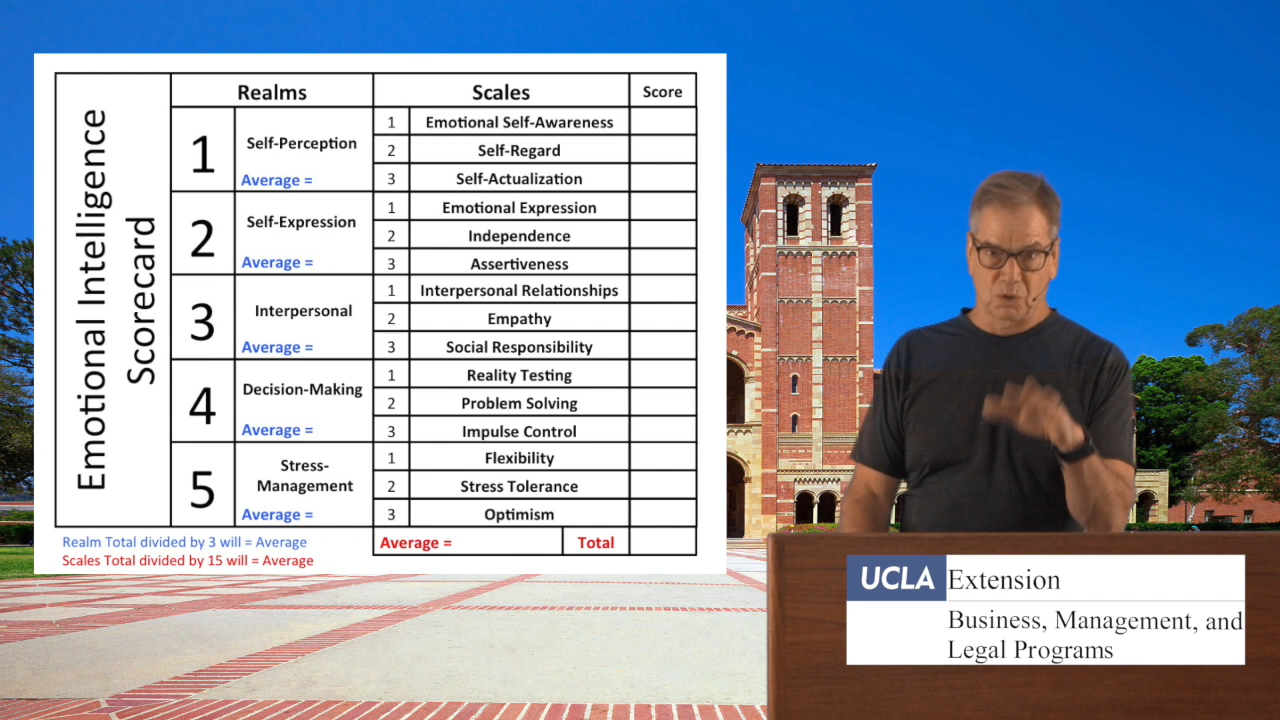 Emotional Intelligence
Scorecard
Realms Scales Score
1 Self-Perception
Average =
1 Emotional Self-Awareness
2 Self-Regard
3 Self-Actualization
2 Self-Expression
Average =
1 Emotional Expression
2 Independence
3 Assertiveness
3 Interpersonal
Average =
1 Interpersonal Relationships
2 Empathy
3 Social Responsibility
4 Decision-Making
Average =
1 Reality Testing
2 Problem Solving
3 Impulse Control
5 Stress-
Management
Average =
1 Flexibility
2 Stress Tolerance
3 Optimism
Average = Total
Realm Total divided by 3 will = Average
Scales Total divided by 15 will = Average
UCLA Extension
Business, Management, and
Legal Programs